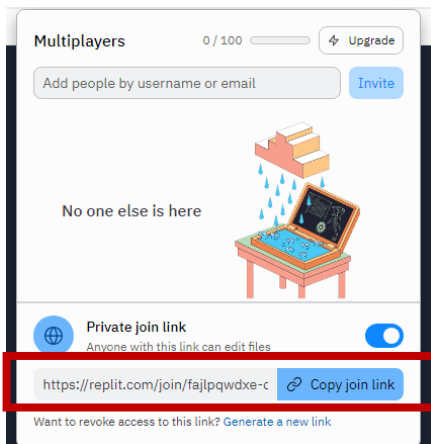 Multiplayers 0 / 100 Upgrade
Add people by username or email Invite
No one else is here
Private join link
Anyone with this link can edit files
https://replit.com/join/fajlpqwdxe-c Copy join link
Want to revoke access to this link? Generate a new link